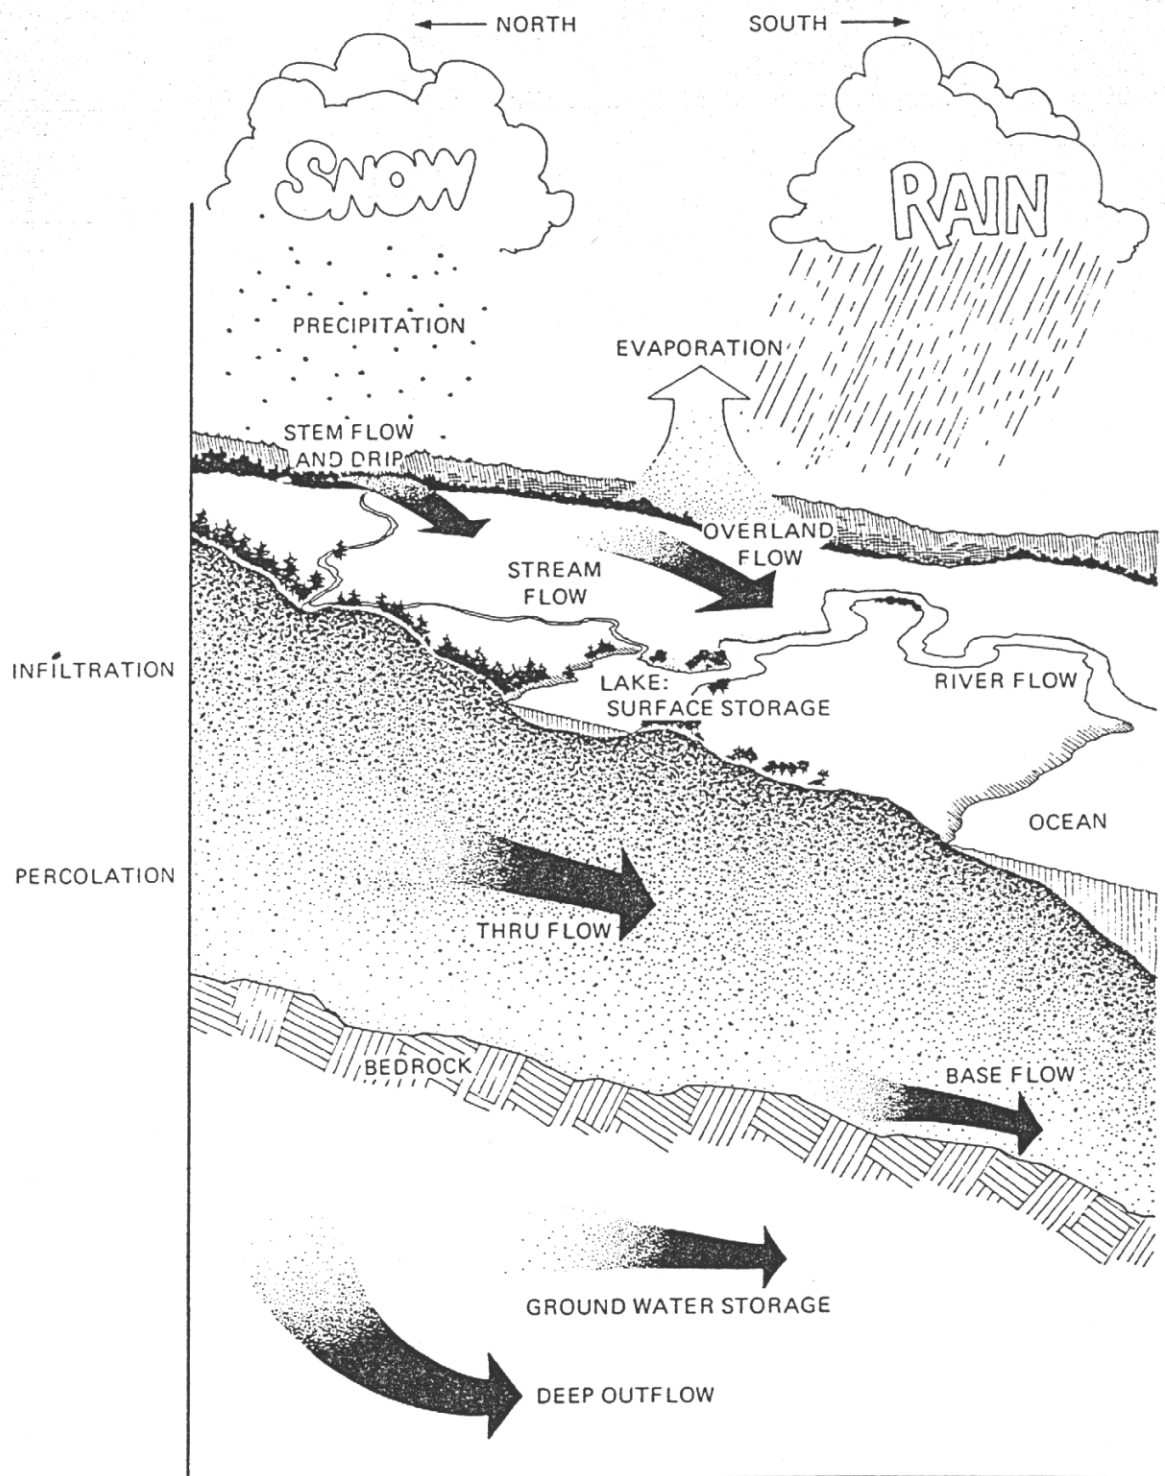 NORTH
SOUTH
SNOW
RAIN
PRECIPITATION
EVAPORATION
STEM FLOW
AND DRIP
OVERLAND
FLOW
STREAM
FLOW
INFILTRATION
LAKE:
SURFACE STORAGE
RIVER FLOW
OCEAN
PERCOLATION
THRU FLOW
BEDROCK
BASE FLOW
GROUND WATER STORAGE
DEEP OUTFLOW